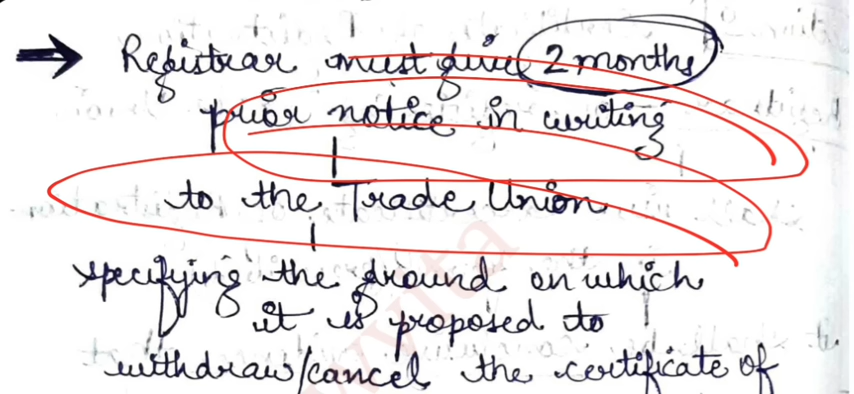 → Registrar must give 2 months
prior notice in writing
to the Trade Union
specifying the ground on which
it is proposed to
withdraw/cancel the certificate of